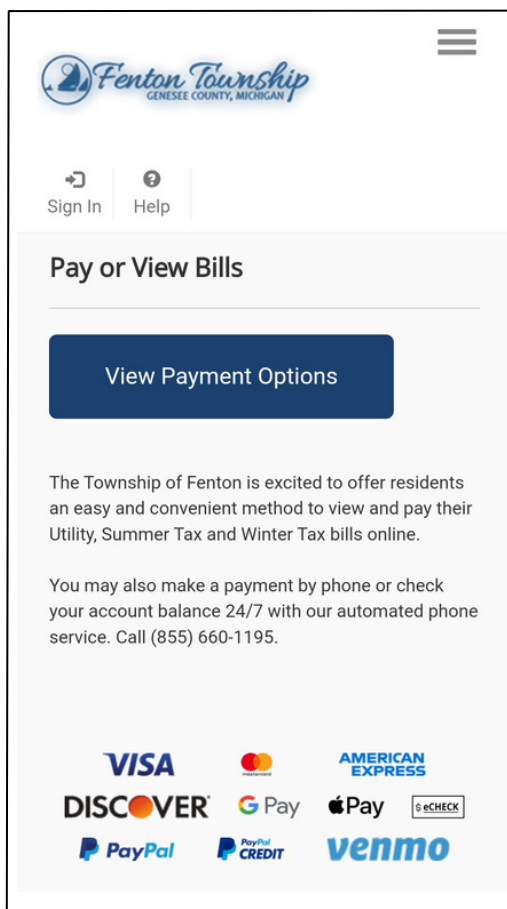 Fenton Township
GENESEE COUNTY, MICHIGAN
Sign In Help
Pay or View Bills
View Payment Options
The Township of Fenton is excited to offer residents
an easy and convenient method to view and pay their
Utility, Summer Tax and Winter Tax bills online.
You may also make a payment by phone or check
your account balance 24/7 with our automated phone
service. Call (855) 660-1195.
VISA mastercard AMERICAN EXPRESS
DISCOVER G Pay Pay $ eCHECK
PayPal PayPal CREDIT venmo